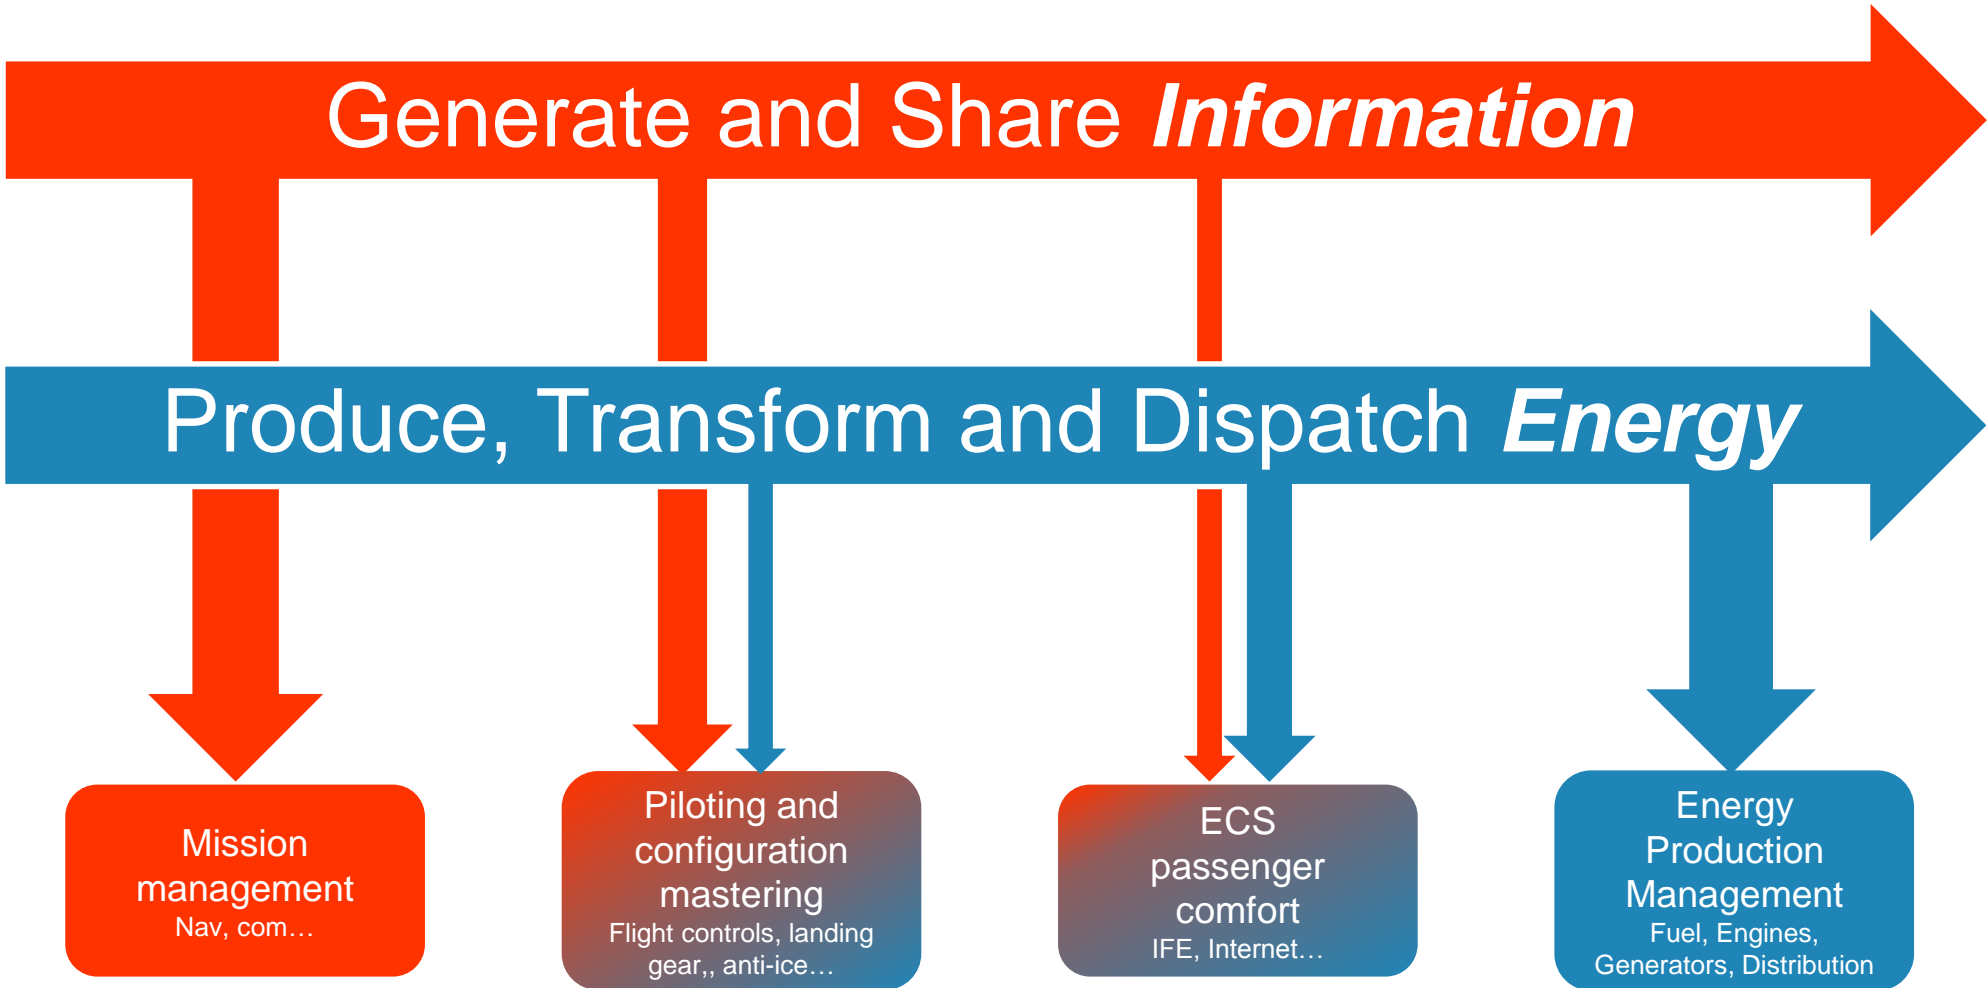 Generate and Share Information
Produce, Transform and Dispatch Energy
Mission
management
Nav, com…
Piloting and
configuration
mastering
Flight controls, landing
gear,, anti-ice…
ECS
passenger
comfort
IFE, Internet…
Energy
Production
Management
Fuel, Engines,
Generators, Distribution